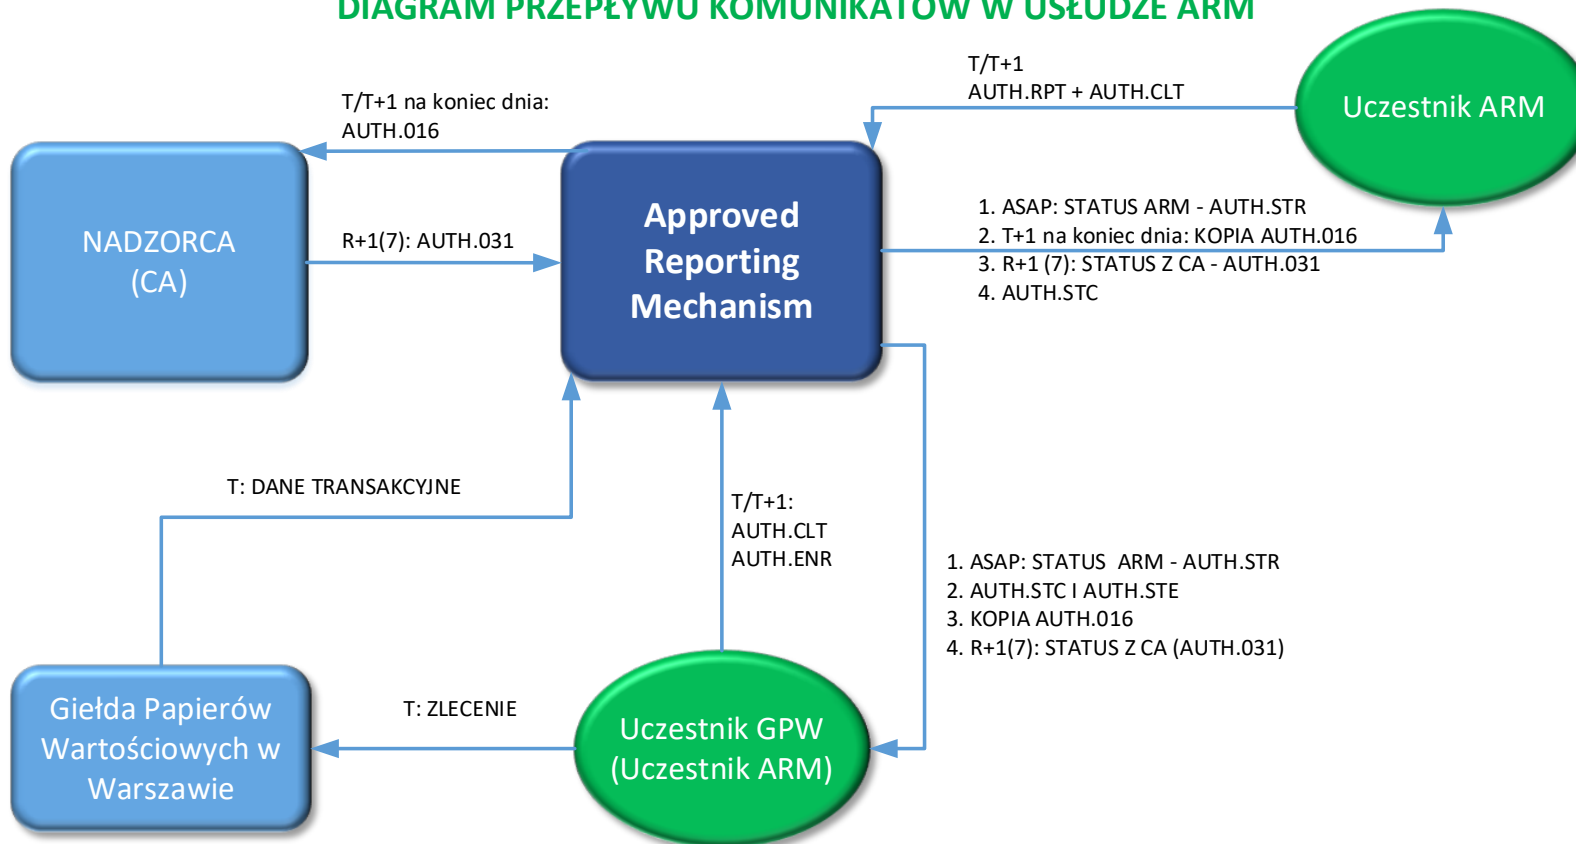 DIAGRAM PRZEPŁYWU KOMUNIKATÓW W USŁUDZE ARM
T/T+1
AUTH.RPT + AUTH.CLT
Uczestnik ARM
T/T+1 na koniec dnia:
AUTH.016
NADZORCA
(CA)
R+1(7): AUTH.031
Approved
Reporting
Mechanism
1. ASAP: STATUS ARM - AUTH.STR
2. T+1 na koniec dnia: KOPIA AUTH.016
3. R+1 (7): STATUS Z CA - AUTH.031
4. AUTH.STC
T: DANE TRANSAKCYJNE
T/T+1:
AUTH.CLT
AUTH.ENR
1. ASAP: STATUS  ARM - AUTH.STR
2. AUTH.STC I AUTH.STE
3. KOPIA AUTH.016
4. R+1(7): STATUS Z CA (AUTH.031)
Giełda Papierów
Wartościowych w
Warszawie
T: ZLECENIE
Uczestnik GPW
(Uczestnik ARM)